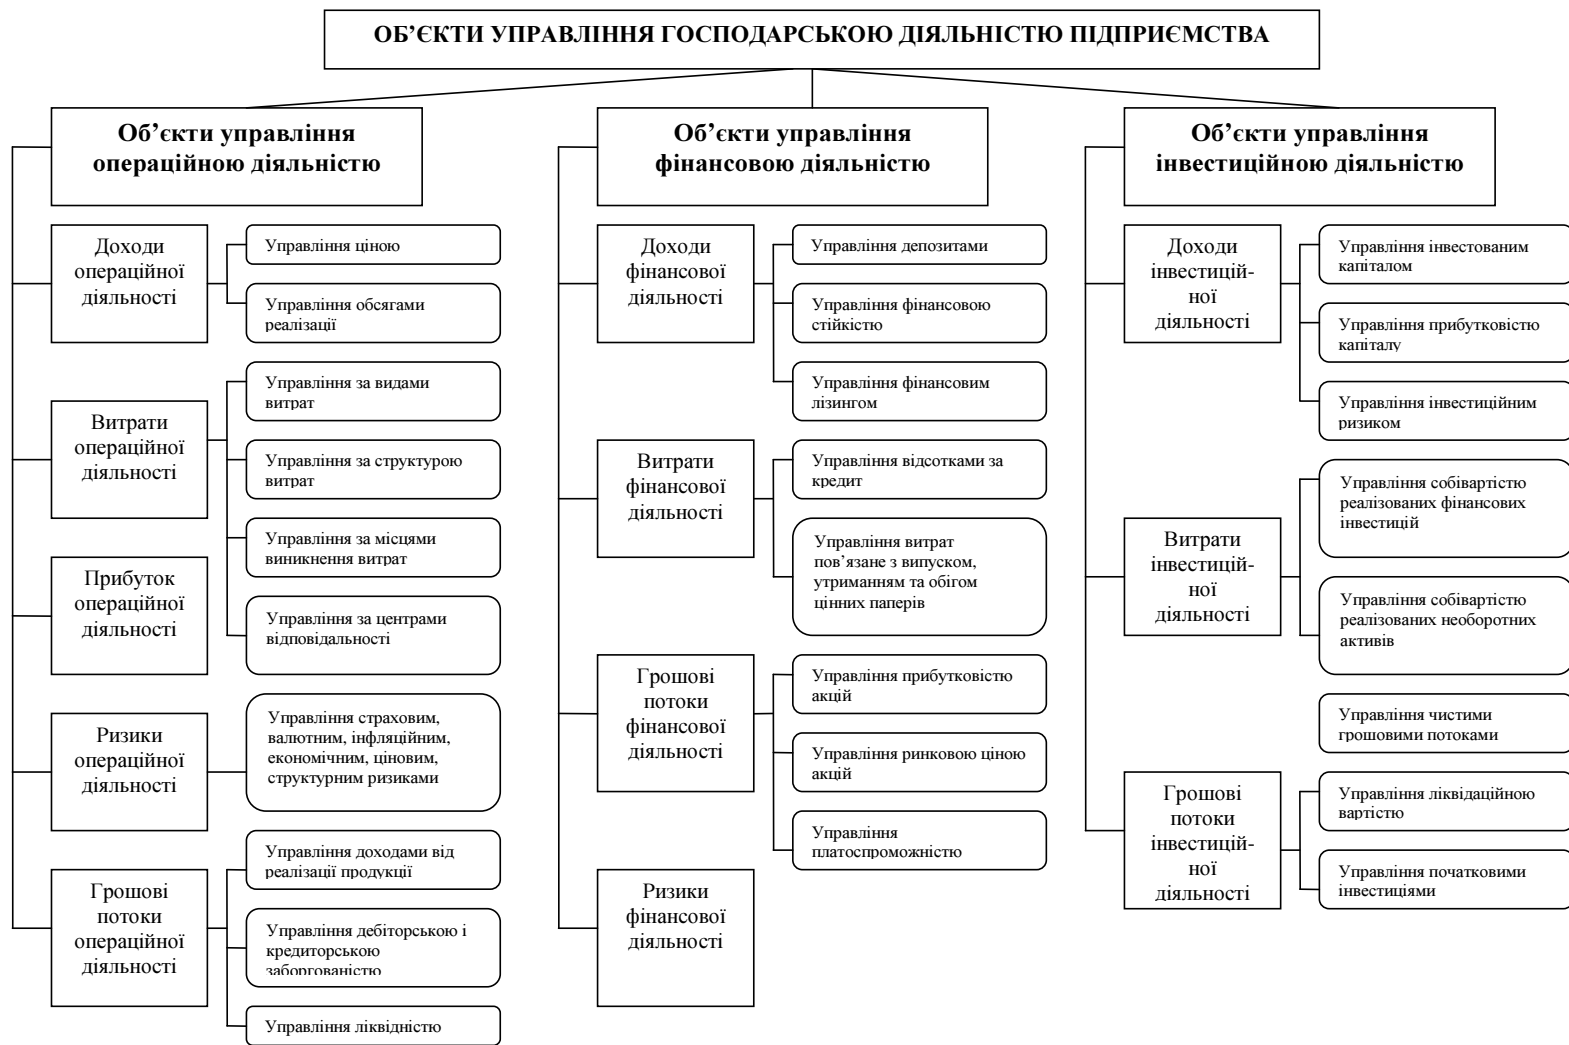 ОБ’ЄКТИ УПРАВЛІННЯ ГОСПОДАРСЬКОЮ ДІЯЛЬНІСТЮ ПІДПРИЄМСТВА
Об’єкти управління
операційною діяльністю
Доходи
операційної
діяльності
Управління ціною
Управління обсягами
реалізації
Витрати
операційної
діяльності
Управління за видами
витрат
Управління за структурою
витрат
Управління за місцями
виникнення витрат
Управління за центрами
відповідальності
Прибуток
операційної
діяльності
Ризики
операційної
діяльності
Управління страховим,
валютним, інфляційним,
економічним, ціновим,
структурним ризиками
Грошові
потоки
операційної
діяльності
Управління доходами від
реалізації продукції
Управління дебіторською і
кредиторською
заборгованістю
Управління ліквідністю
Об’єкти управління
фінансовою діяльністю
Доходи
фінансової
діяльності
Управління депозитами
Управління фінансовою
стійкістю
Управління фінансовим
лізингом
Витрати
фінансової
діяльності
Управління відсотками за
кредит
Управління витрат
пов’язане з випуском,
утриманням та обігом
цінних паперів
Грошові
потоки
фінансової
діяльності
Управління прибутковістю
акцій
Управління ринковою ціною
акцій
Управління
платоспроможністю
Ризики
фінансової
діяльності
Об’єкти управління
інвестиційною діяльністю
Доходи
інвестицій-
ної
діяльності
Управління інвестованим
капіталом
Управління прибутковістю
капіталу
Управління інвестиційним
ризиком
Витрати
інвестицій-
ної
діяльності
Управління собівартістю
реалізованих фінансових
інвестицій
Управління собівартістю
реалізованих необоротних
активів
Управління чистими
грошовими потоками
Грошові
потоки
інвестицій-
ної
діяльності
Управління ліквідаційною
вартістю
Управління початковими
інвестиціями